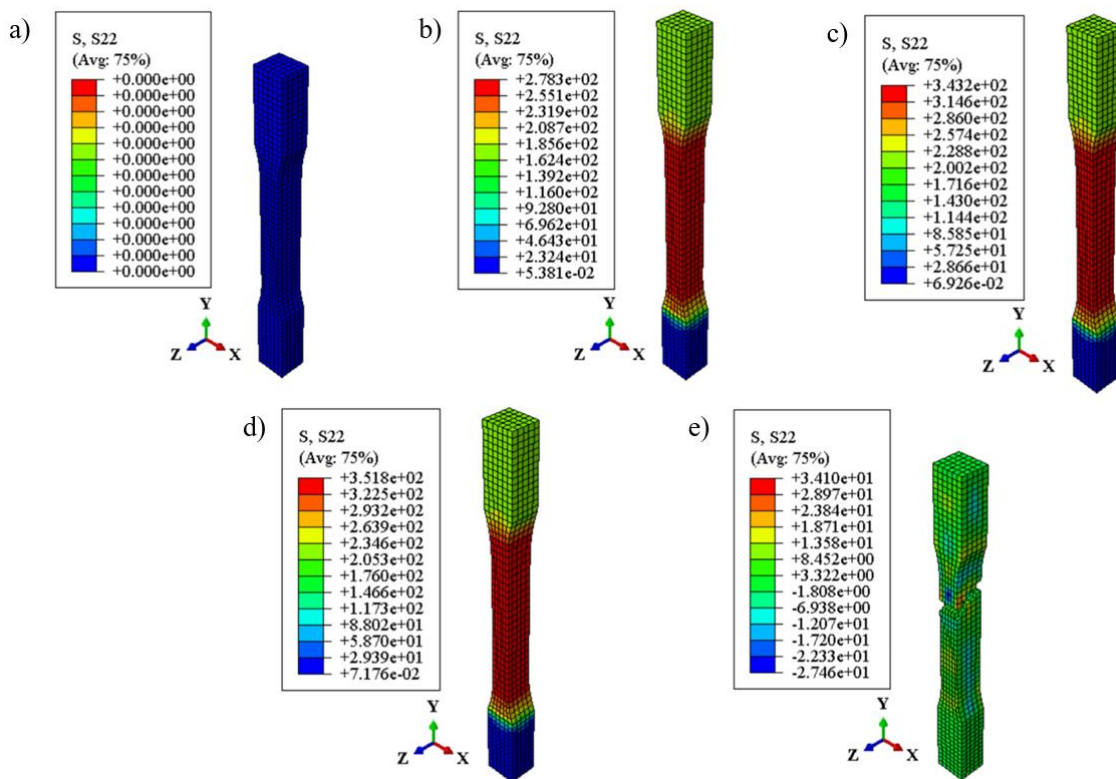 a)
S, S22
(Avg: 75%)
+0.000e+00
+0.000e+00
+0.000e+00
+0.000e+00
+0.000e+00
+0.000e+00
+0.000e+00
+0.000e+00
+0.000e+00
+0.000e+00
+0.000e+00
+0.000e+00
+0.000e+00
Y
Z
X
b)
S, S22
(Avg: 75%)
+2.783e+02
+2.551e+02
+2.319e+02
+2.087e+02
+1.856e+02
+1.624e+02
+1.392e+02
+1.160e+02
+9.280e+01
+6.962e+01
+4.643e+01
+2.324e+01
+5.381e-02
Y
Z
X
c)
S, S22
(Avg: 75%)
+3.432e+02
+3.146e+02
+2.860e+02
+2.574e+02
+2.288e+02
+2.002e+02
+1.716e+02
+1.430e+02
+1.144e+02
+8.585e+01
+5.725e+01
+2.866e+01
+6.926e-02
Y
Z
X
d)
S, S22
(Avg: 75%)
+3.518e+02
+3.225e+02
+2.932e+02
+2.639e+02
+2.346e+02
+2.053e+02
+1.760e+02
+1.466e+02
+1.173e+02
+8.802e+01
+5.870e+01
+2.939e+01
+7.176e-02
Y
Z
X
e)
S, S22
(Avg: 75%)
+3.410e+01
+2.897e+01
+2.384e+01
+1.871e+01
+1.358e+01
+8.452e+00
+3.322e+00
-1.808e+00
-6.938e+00
-1.207e+01
-1.720e+01
-2.233e+01
-2.746e+01
Y
Z
X